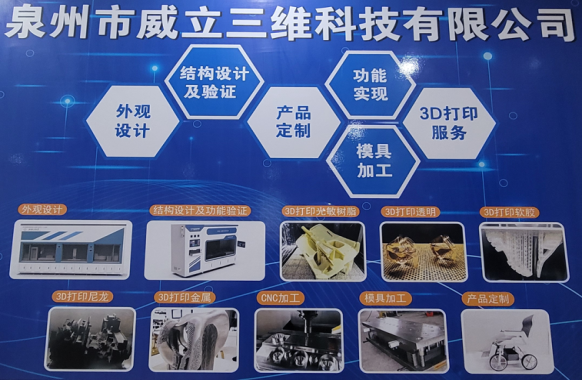 泉州市威立三维科技有限公司
结构设计
及验证
功能
实现
外观
设计
产品
定制
3D打印
服务
模具
加工
外观设计
结构设计及功能验证
3D打印光敏树脂
3D打印透明
3D打印软胶
3D打印尼龙
3D打印金属
CNC加工
模具加工
产品定制